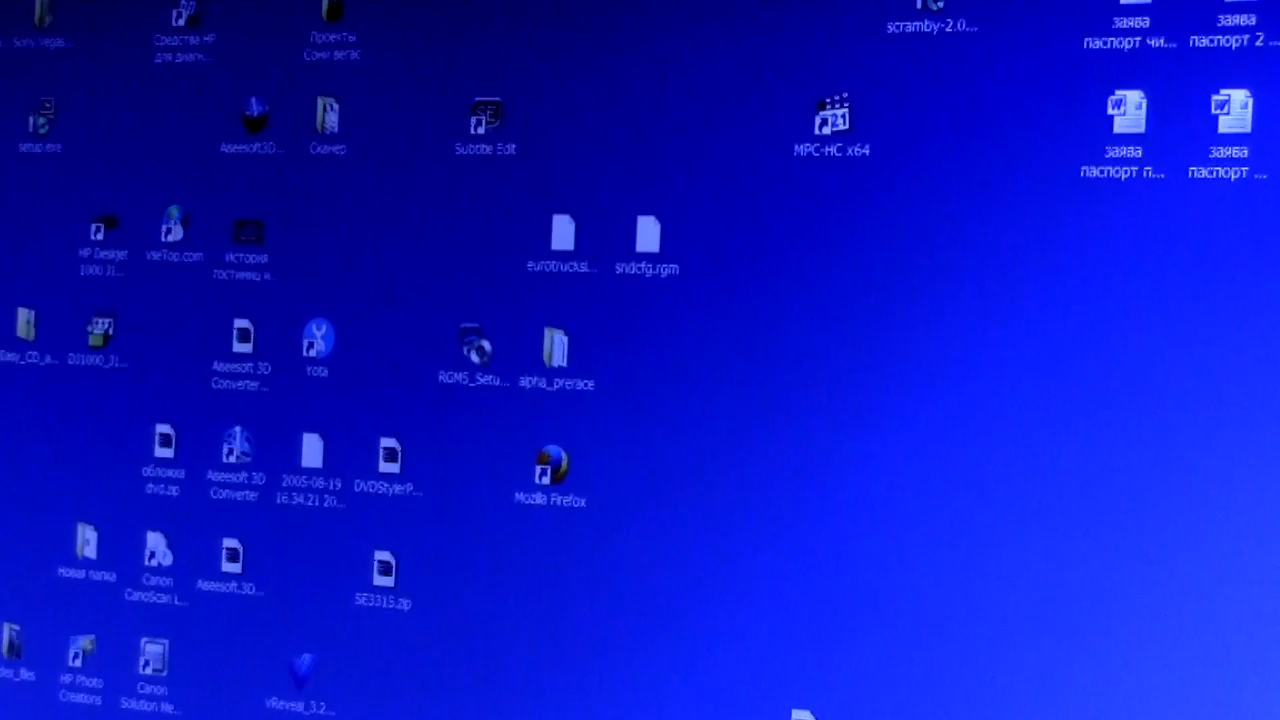 Sony Vegas...
Средства HP
для диагн...
Проекты
Сони вегас
scramby-2.0...
заява
паспорт чи...
заява
паспорт 2 ...
setup.exe
Aiseesoft3D...
Сканер
Subtitle Edit
MPC-HC x64
заява
паспорт п...
заява
паспорт ...
HP Deskjet
1000 J1...
vseTop.com
История
гостиниц н...
eurotrucksi...
sndcfg.rgm
Easy_CD_a...
DJ1000_J1...
Aiseesoft 3D
Converter...
Yota
RGMS_Setu...
alpha_prerace
обложка
dvd.zip
Aiseesoft 3D
Converter
2005-08-19
16.34.21 20...
DVDStylerP...
Mozilla Firefox
Новая папка
Canon
CanoScan L...
Aiseesoft.3D...
SE3315.zip
HP Photo
Creations
Canon
Solution Me...
vReveal_3.2...